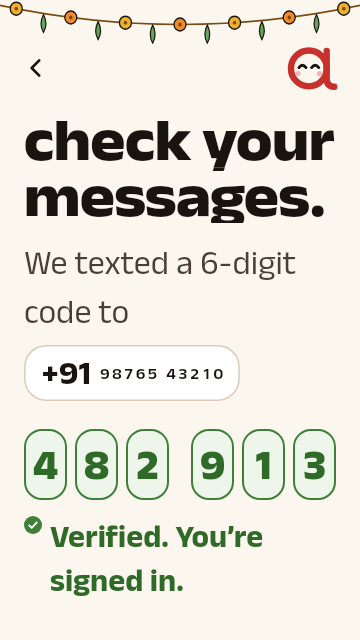 check your
messages.
We texted a 6-digit
code to
+91 98765 43210
4 8 2 9 1 3
Verified. You’re
signed in.